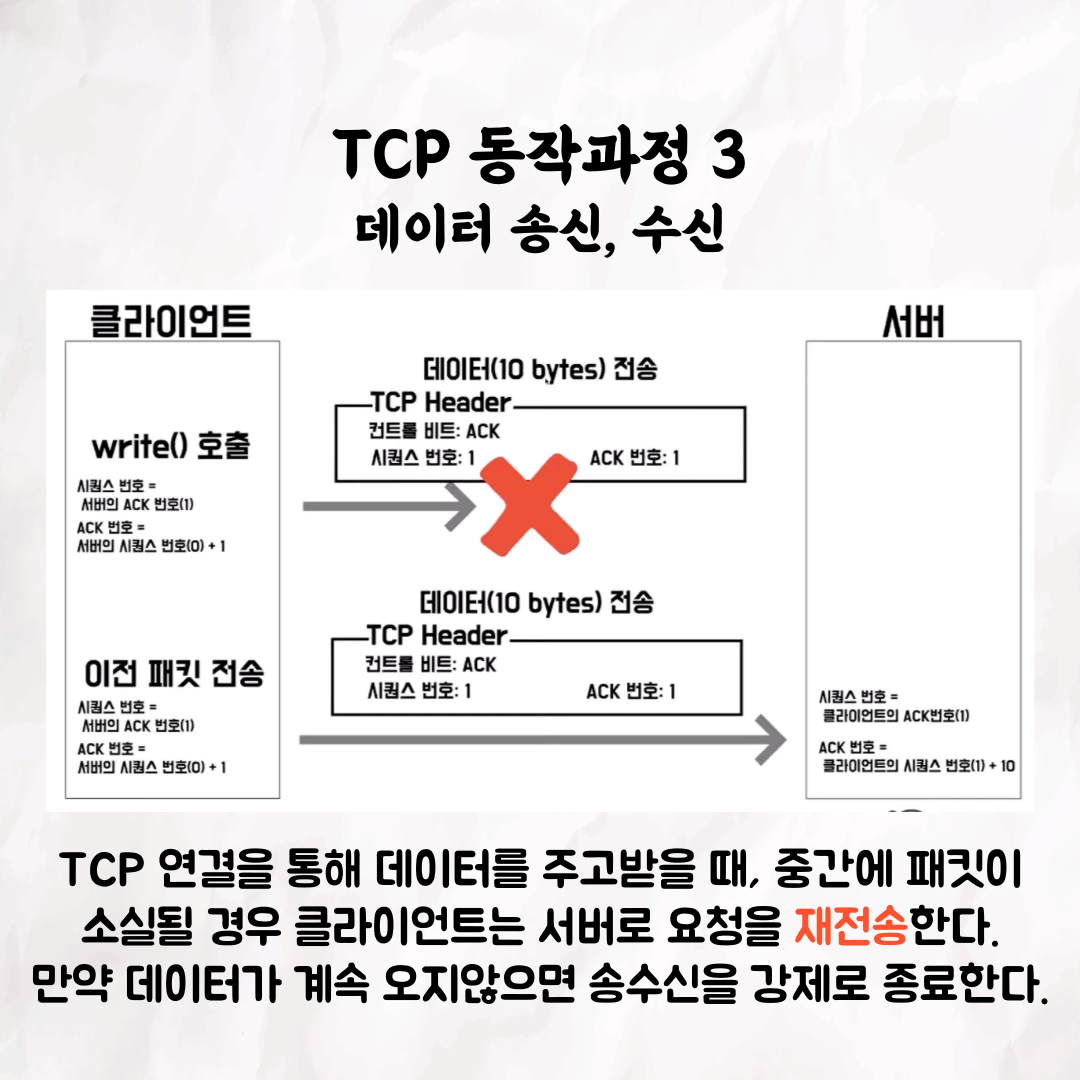 TCP 동작과정 3
데이터 송신, 수신
클라이언트
서버
데이터(10 bytes) 전송
TCP Header
컨트롤 비트: ACK
시퀀스 번호: 1 ACK 번호: 1
write() 호출
시퀀스 번호 =
서버의 ACK 번호(1)
ACK 번호 =
서버의 시퀀스 번호(0) + 1
데이터(10 bytes) 전송
TCP Header
컨트롤 비트: ACK
시퀀스 번호: 1 ACK 번호: 1
이전 패킷 전송
시퀀스 번호 =
서버의 ACK 번호(1)
ACK 번호 =
서버의 시퀀스 번호(0) + 1
시퀀스 번호 =
클라이언트의 ACK번호(1)
ACK 번호 =
클라이언트의 시퀀스 번호(1) + 10
TCP 연결을 통해 데이터를 주고받을 때, 중간에 패킷이
소실될 경우 클라이언트는 서버로 요청을 재전송한다.
만약 데이터가 계속 오지않으면 송수신을 강제로 종료한다.